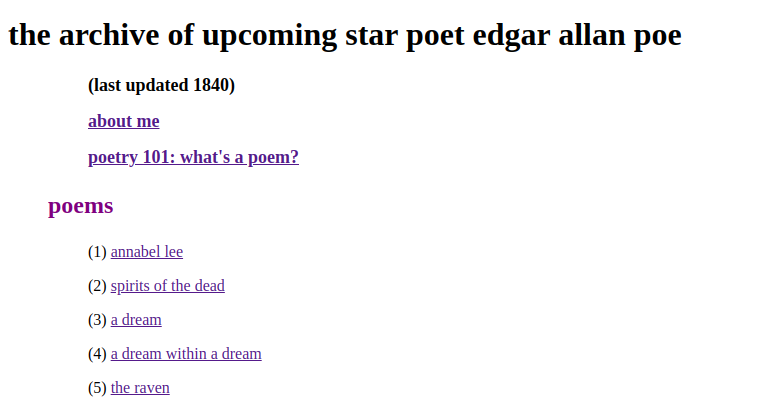 the archive of upcoming star poet edgar allan poe
(last updated 1840)
about me
poetry 101: what's a poem?
poems
(1) annabel lee
(2) spirits of the dead
(3) a dream
(4) a dream within a dream
(5) the raven